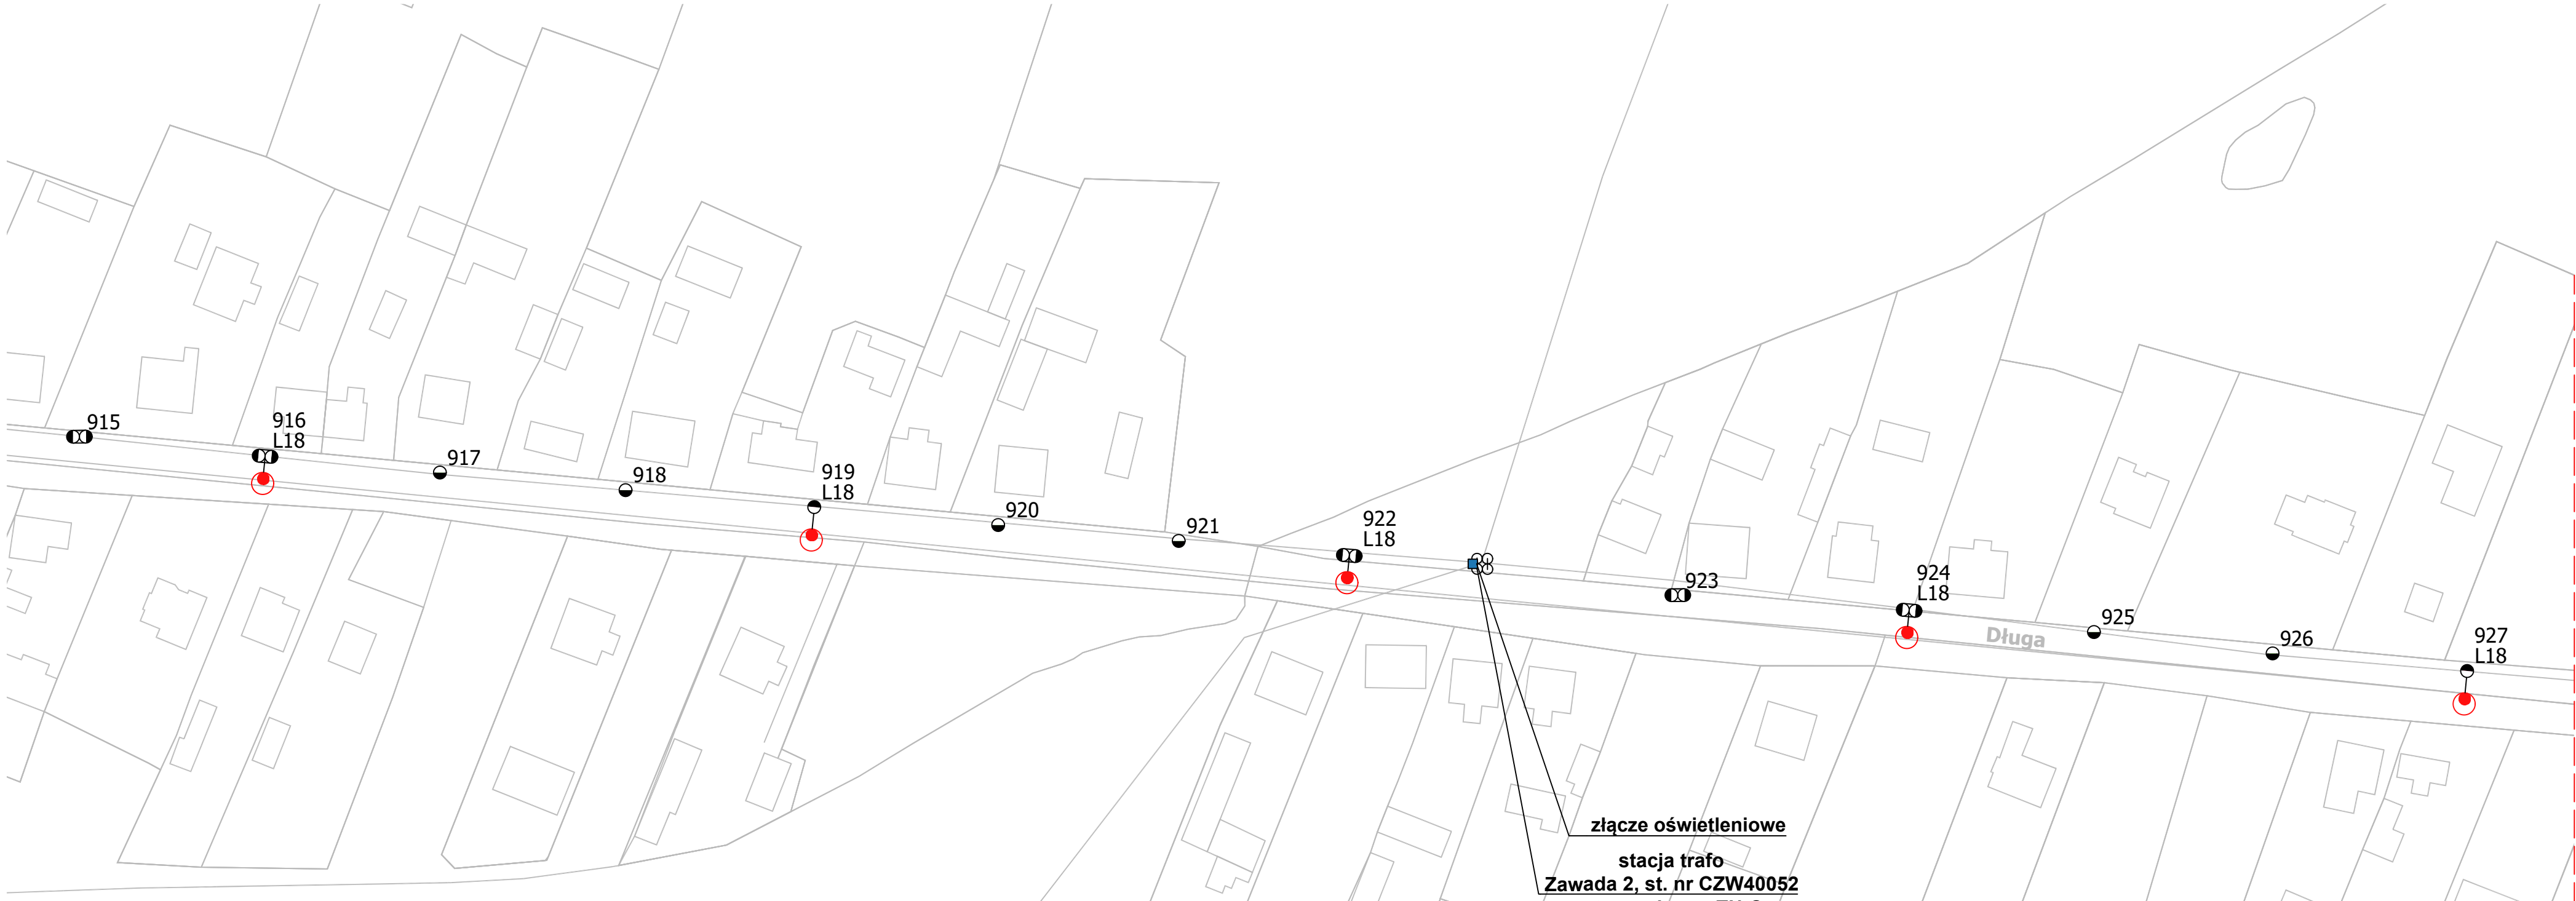 915
916
L18
917
918
919
L18
920
921
922
L18
923
924
L18
925
926
927
L18
Długa
złącze oświetleniowe
stacja trafo
Zawada 2, st. nr CZW40052